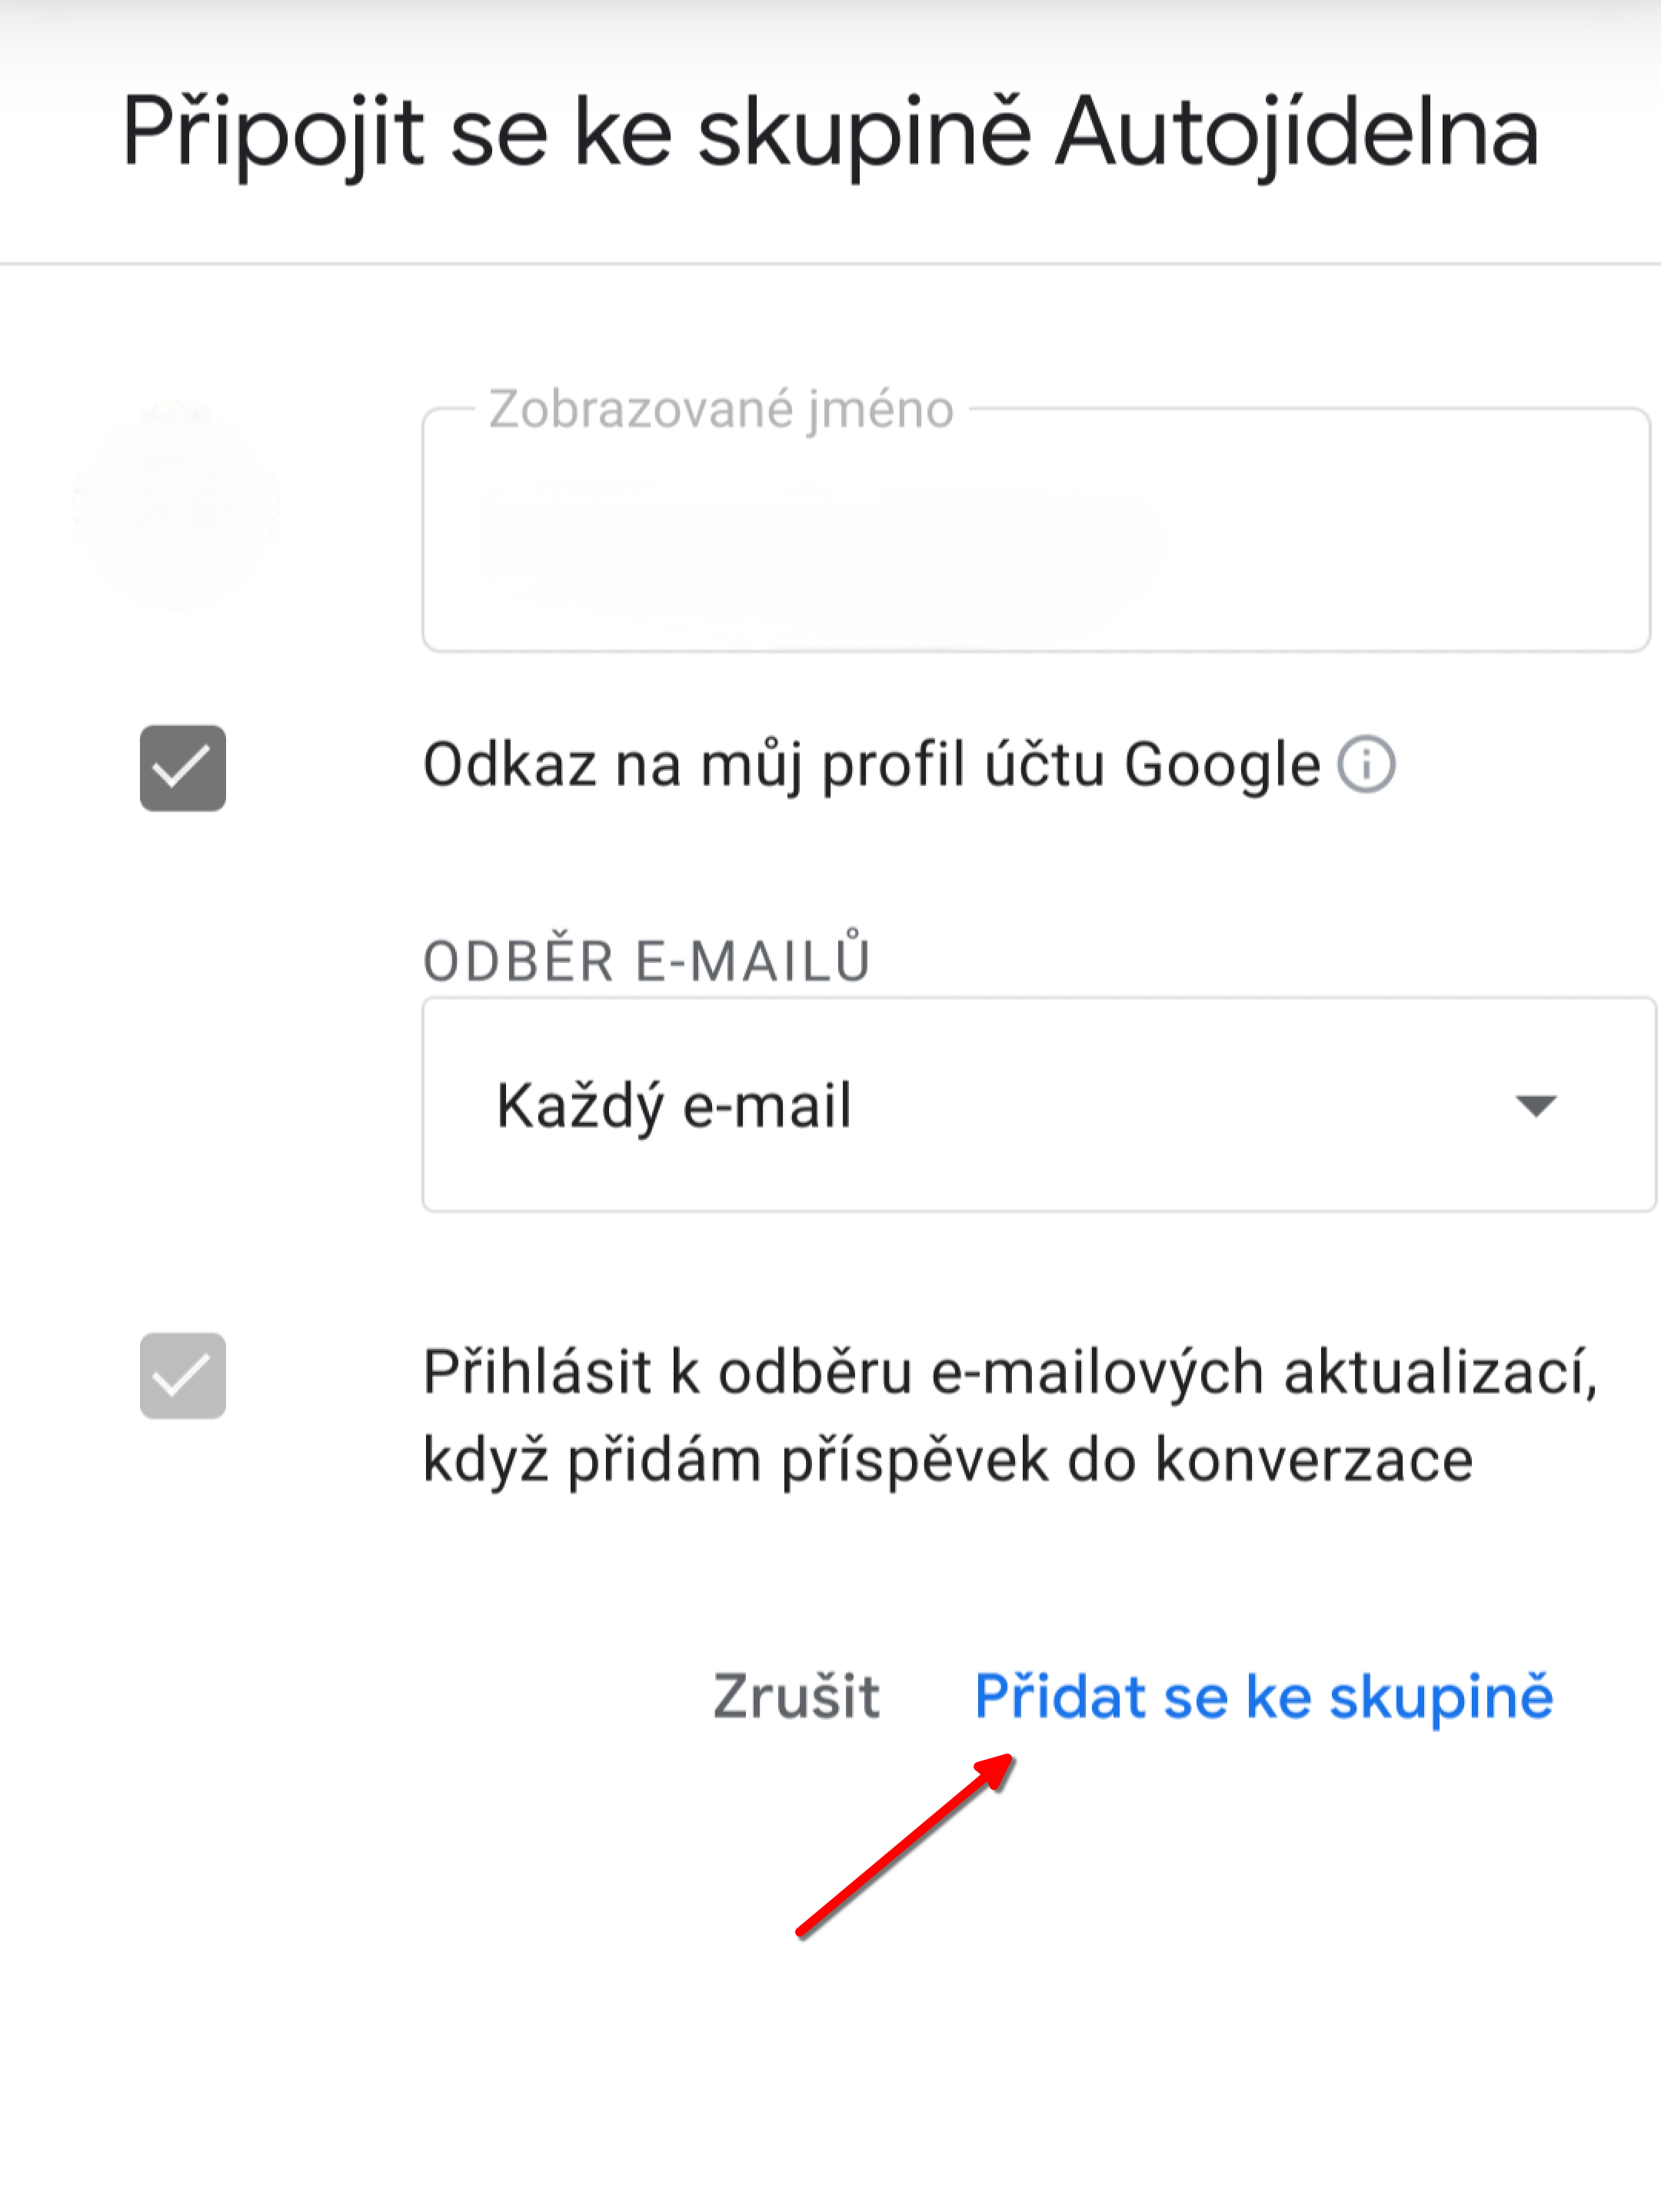 Připojit se ke skupině Autojídelna
Zobrazované jméno
Odkaz na můj profil účtu Google
ODBĚR E-MAILŮ
Každý e-mail
Přihlásit k odběru e-mailových aktualizací,
když přidám příspěvek do konverzace
Zrušit Přidat se ke skupině